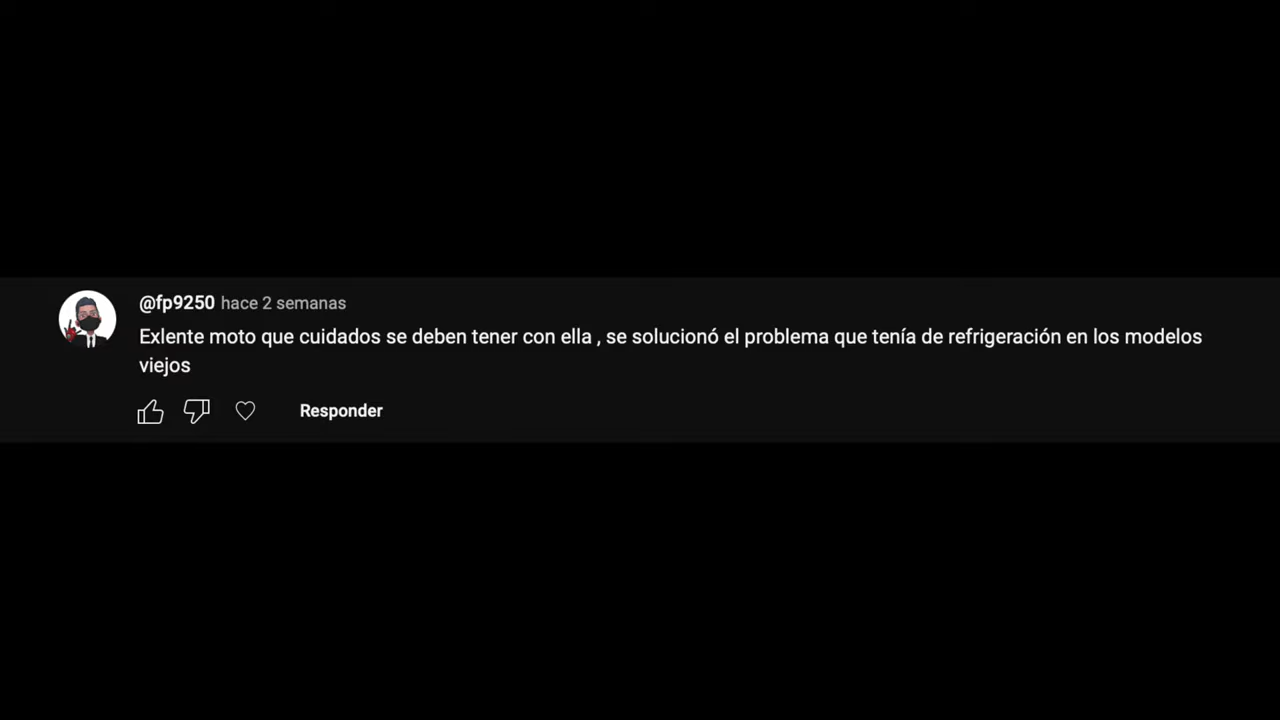 @fp9250 hace 2 semanas
Exlente moto que cuidados se deben tener con ella , se solucionó el problema que tenía de refrigeración en los modelos
viejos
Responder